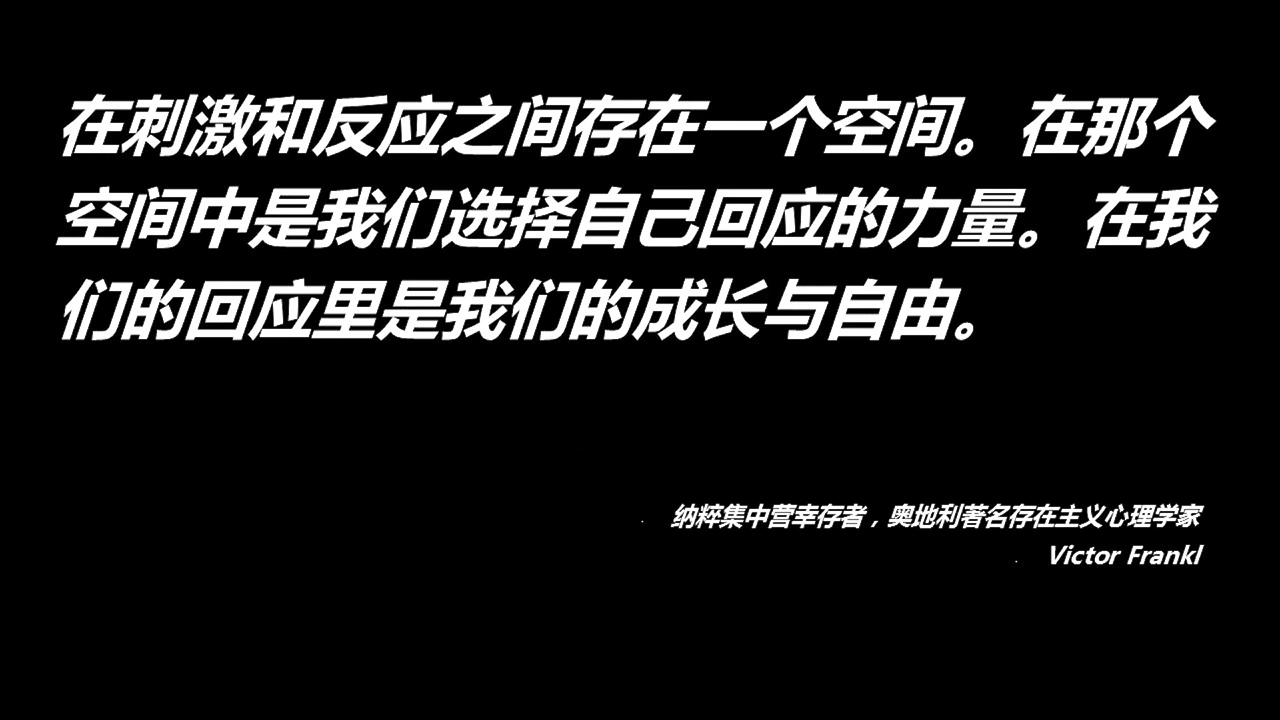 在刺激和反应之间存在一个空间。在那个
空间中是我们选择自己回应的力量。在我
们的回应里是我们的成长与自由。
纳粹集中营幸存者，奥地利著名存在主义心理学家
Victor Frankl